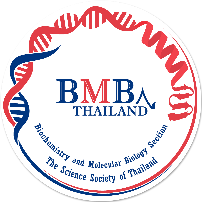 BMB
THAILAND
Biochemistry and Molecular Biology Section
The Science Society of Thailand